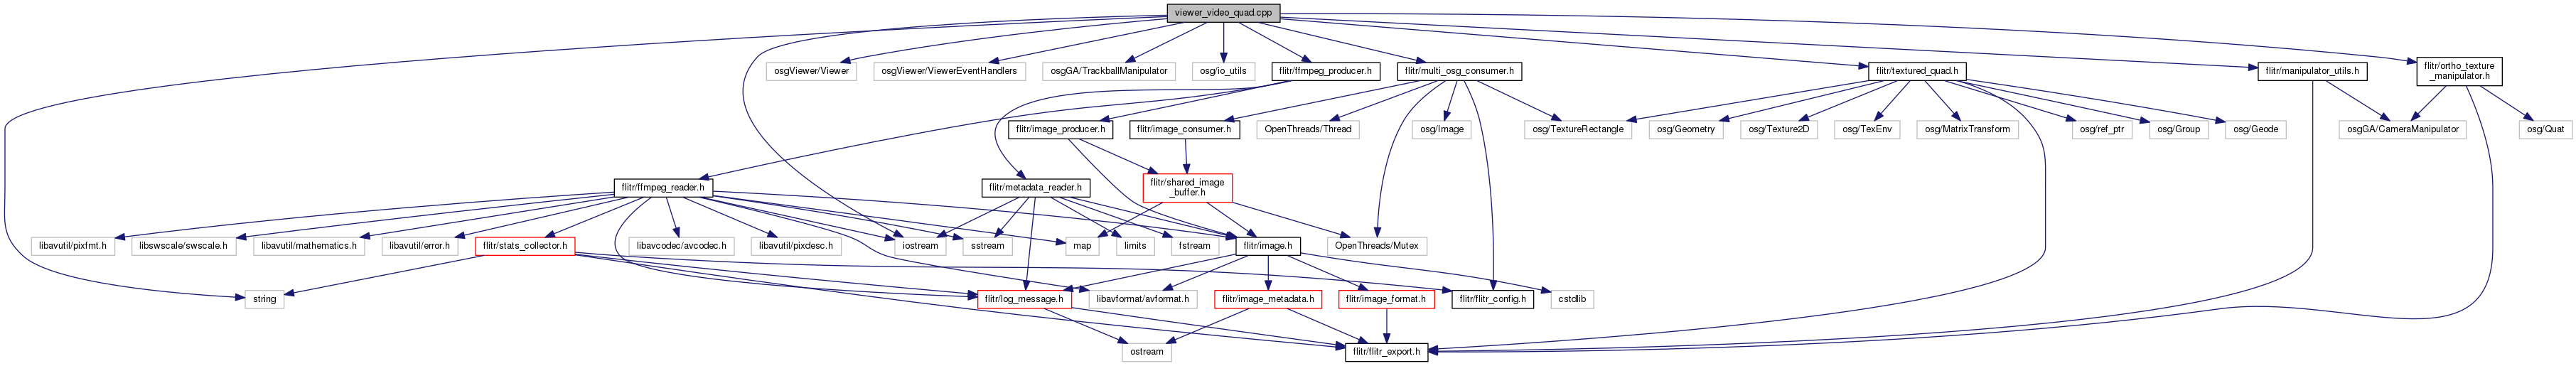 viewer_video_quad.cpp
osgViewer/Viewer
osgViewer/ViewerEventHandlers
osgGA/TrackballManipulator
osg/io_utils
flitr/ffmpeg_producer.h
flitr/multi_osg_consumer.h
flitr/textured_quad.h
flitr/manipulator_utils.h
flitr/ortho_texture
_manipulator.h
flitr/image_producer.h
flitr/image_consumer.h
OpenThreads/Thread
osg/Image
osg/TextureRectangle
osg/Geometry
osg/Texture2D
osg/TexEnv
osg/MatrixTransform
osg/ref_ptr
osg/Group
osg/Geode
osgGA/CameraManipulator
osg/Quat
flitr/ffmpeg_reader.h
flitr/metadata_reader.h
flitr/shared_image
_buffer.h
libavutil/pixfmt.h
libswscale/swscale.h
libavutil/mathematics.h
libavutil/error.h
flitr/stats_collector.h
libavcodec/avcodec.h
libavutil/pixdesc.h
iostream
sstream
map
limits
fstream
flitr/image.h
OpenThreads/Mutex
string
flitr/log_message.h
libavformat/avformat.h
flitr/image_metadata.h
flitr/image_format.h
flitr/flitr_config.h
cstdlib
ostream
flitr/flitr_export.h